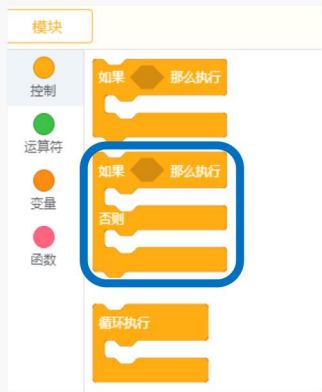 模块
控制
运算符
变量
函数
如果 那么执行
如果 那么执行
否则
循环执行